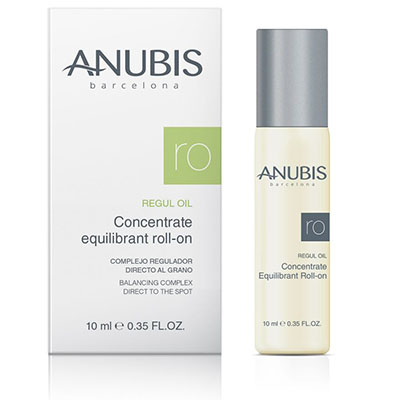 ANUBIS
barcelona
ro
REGUL OIL
Concentrate
equilibrant roll-on
COMPLEJO REGULADOR
DIRECTO AL GRANO
BALANCING COMPLEX
DIRECT TO THE SPOT
10 ml ℮ 0.35 FL.OZ.
ANUBIS
barcelona
ro
REGUL OIL
Concentrate
Equilibrant Roll-on
10 ml ℮ 0.35 FL.OZ.